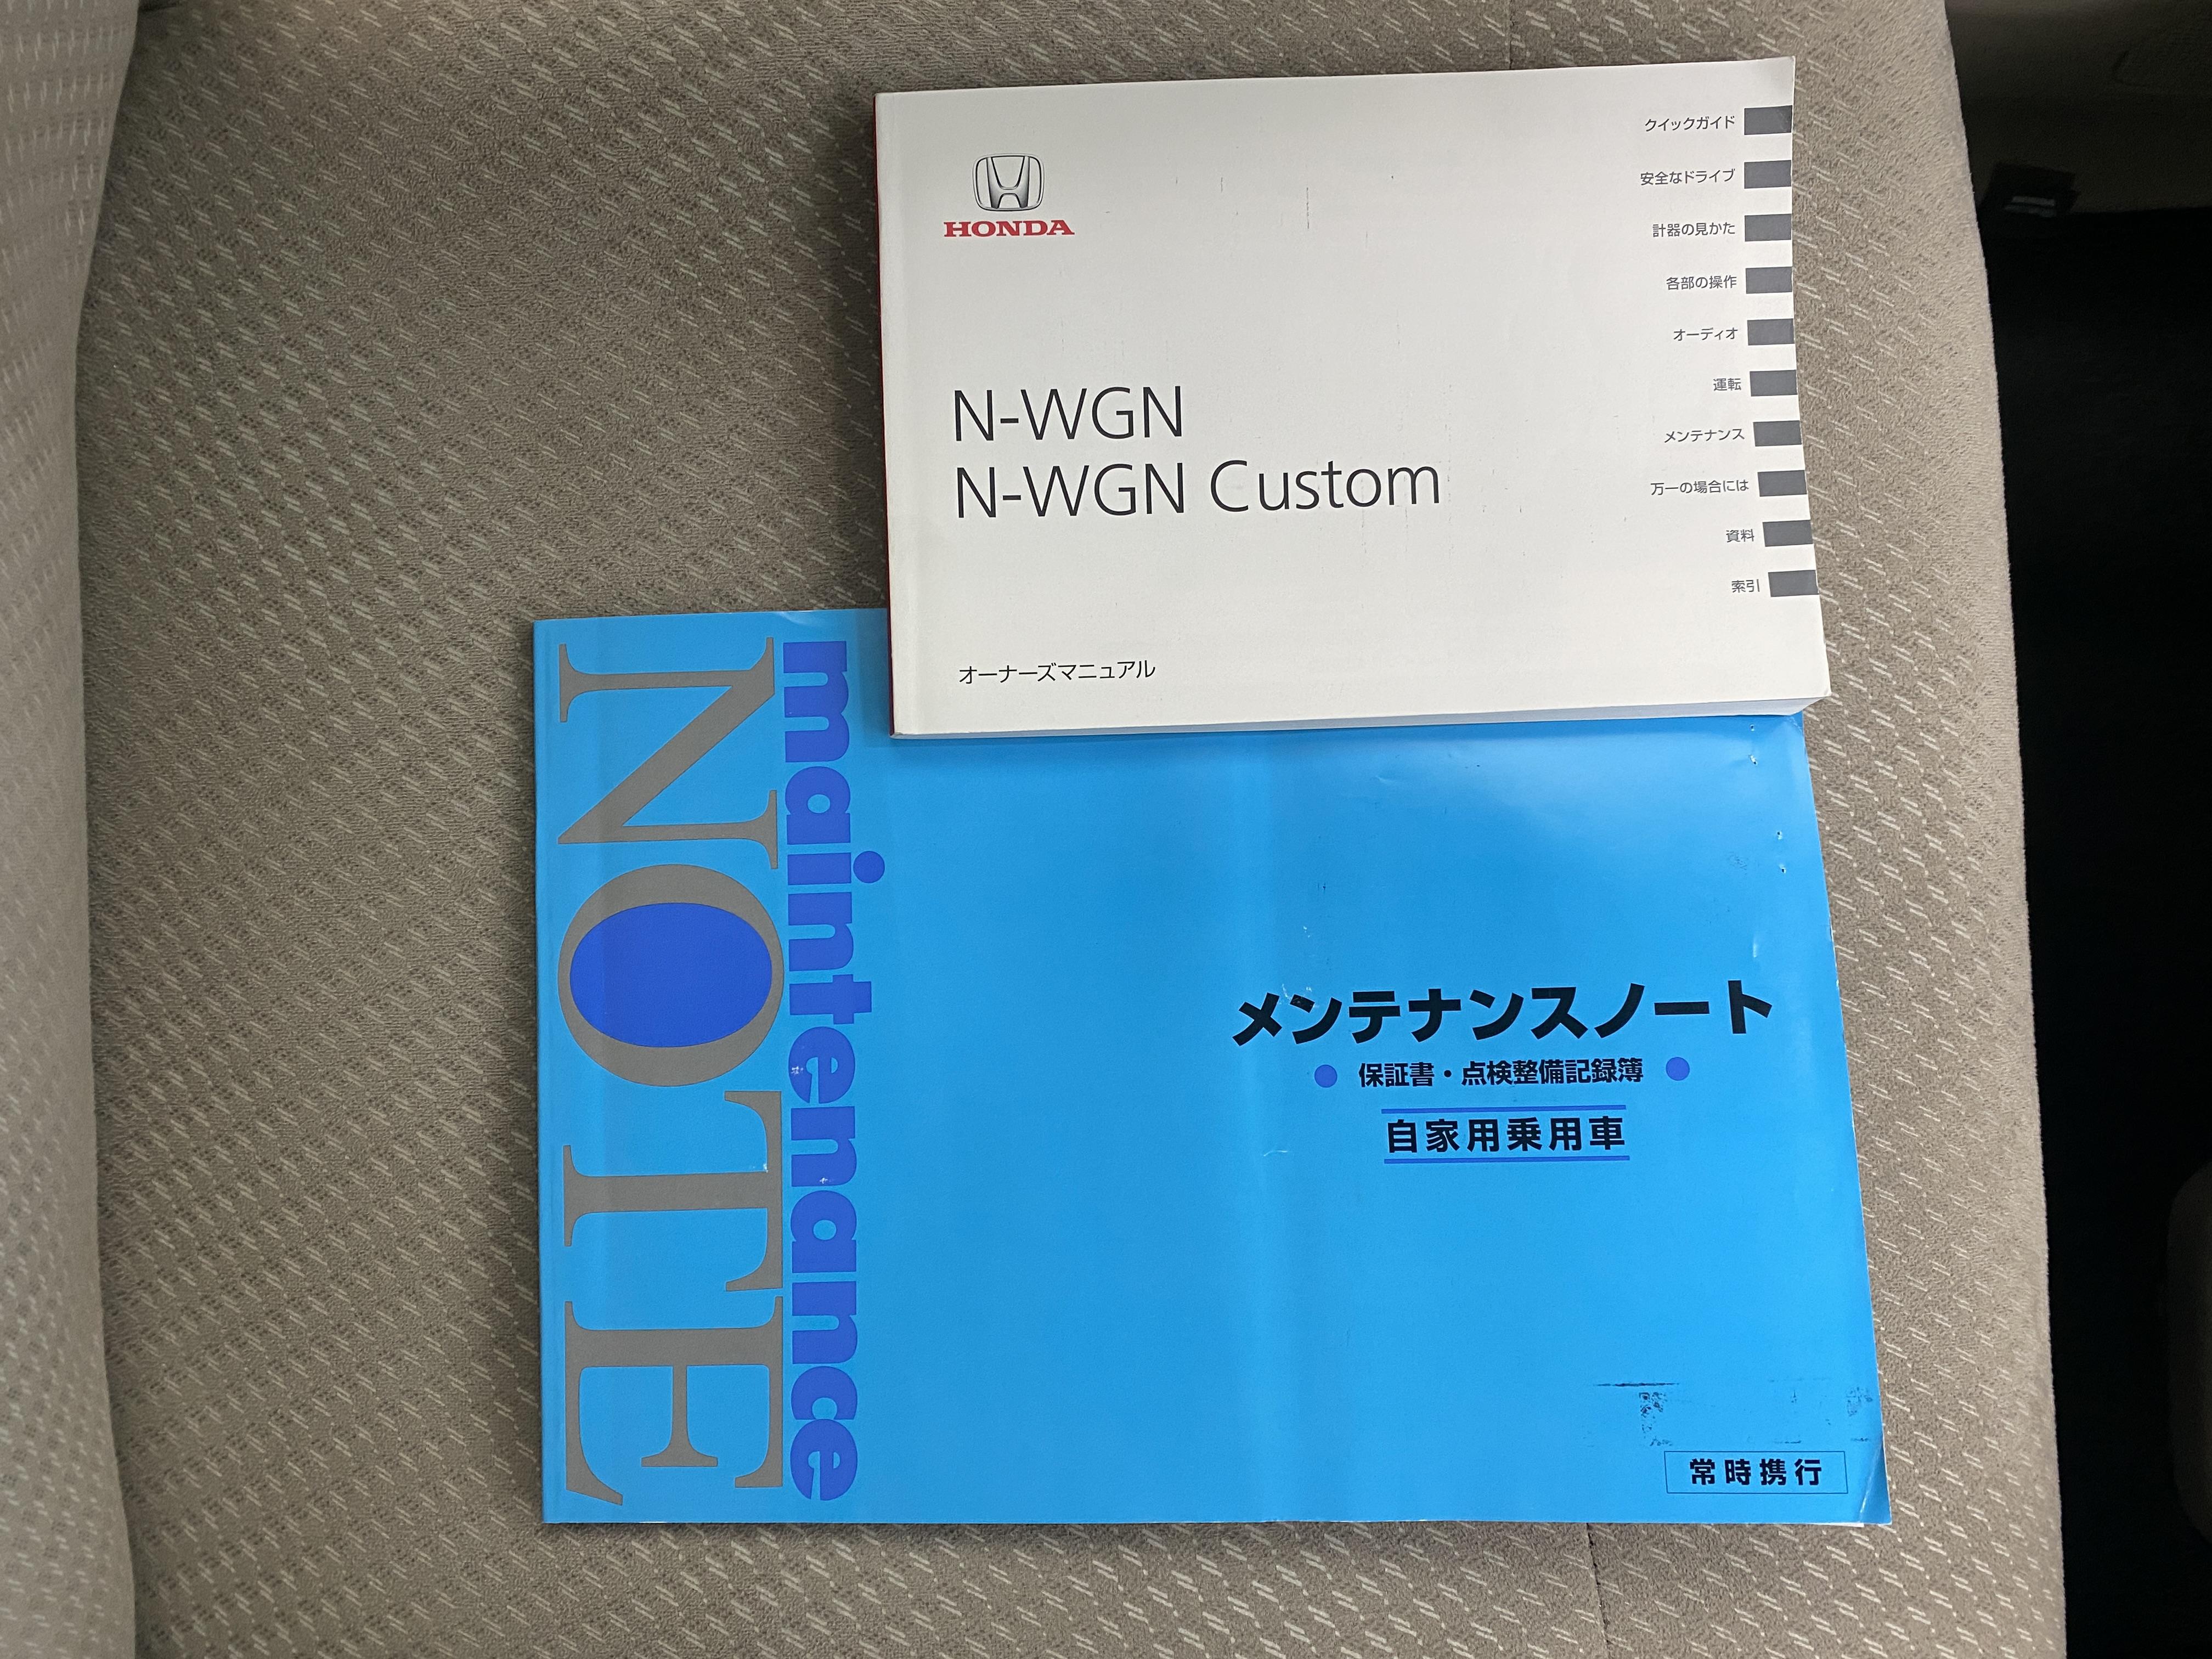 HONDA
N-WGN
N-WGN Custom
オーナーズマニュアル
クイックガイド
安全なドライブ
計器の見かた
各部の操作
オーディオ
運転
メンテナンス
万一の場合には
資料
索引
maintenance
NOTE
メンテナンスノート
● 保証書・点検整備記録簿 ●
自家用乗用車
常時携行